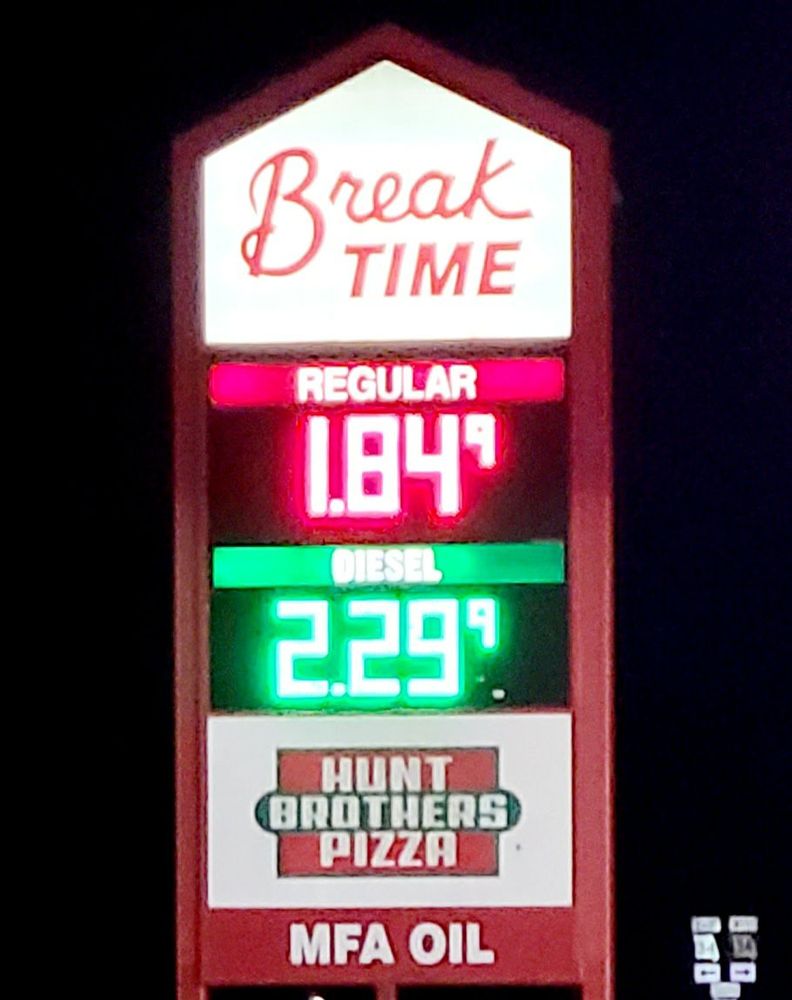 Break
TIME
REGULAR
1.84⁹
DIESEL
2.29⁹
HUNT
BROTHERS
PIZZA
MFA OIL